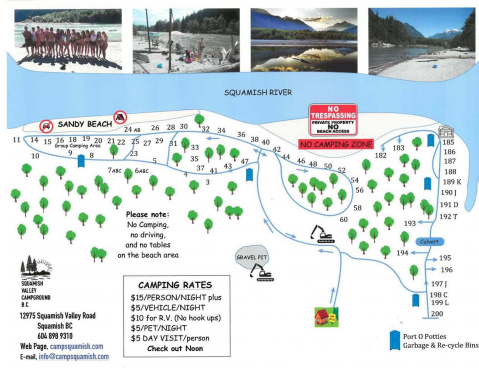 SQUAMISH RIVER
SANDY BEACH
NO
TRESPASSING
PRIVATE PROPERTY
NO
BEACH ACCESS
NO CAMPING ZONE
11
14
15
16
18
19
20
21
22
24 AB
26
28
30
32
34
36
38
40
42
44
46
48
50
52
54
56
58
60
Group Camping Area
10
9
8
7ABC
6ABC
5
4
3
23
25
27
29
31
33
35
37
41
43
47
182
183
185
186
187
188
189 K
190 J
191 D
192 T
193
194
Culvert
195
196
197 J
198 C
199 L
200
Please note:
No Camping,
no driving,
and no tables
on the beach area
GRAVEL PIT
SQUAMISH
VALLEY
CAMPGROUND
B.C.
12975 Squamish Valley Road
Squamish BC
604 898 9310
Web Page, campsquamish.com
E-mail, info@campsquamish.com
CAMPING RATES
$15/PERSON/NIGHT plus
$5/VEHICLE/NIGHT
$10 for R.V. (No hook ups)
$5/PET/NIGHT
$5 DAY VISIT/person
Check out Noon
Port O Potties
Garbage & Re-cycle Bins